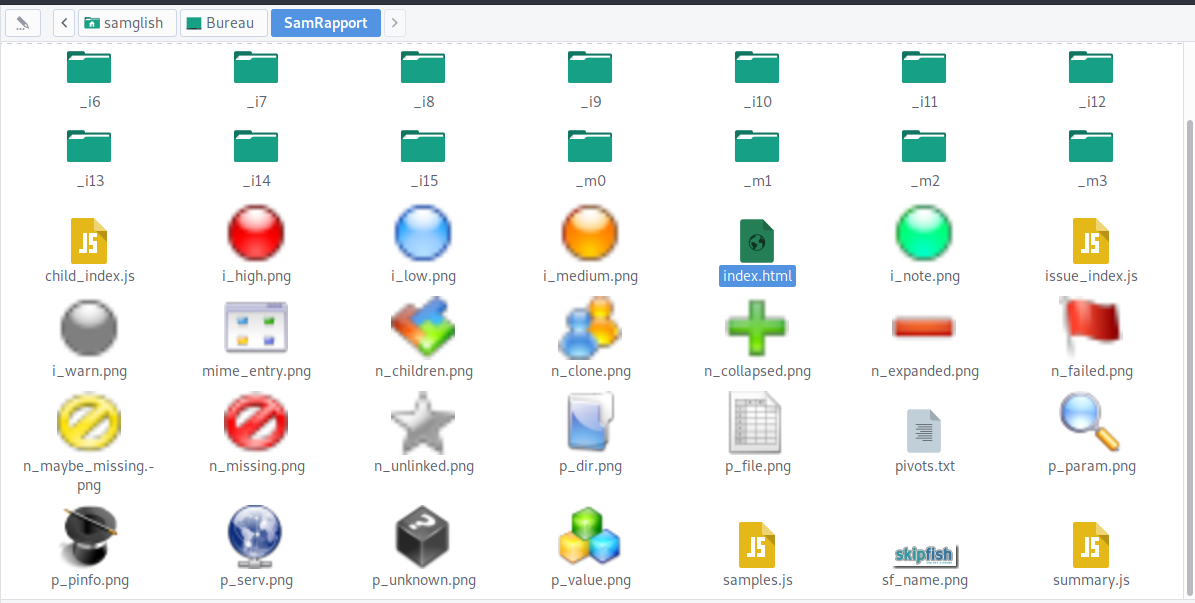 samglish Bureau SamRapport
_i6 _i7 _i8 _i9 _i10 _i11 _i12
_i13 _i14 _i15 _m0 _m1 _m2 _m3
JS JS
child_index.js i_high.png i_low.png i_medium.png index.html i_note.png issue_index.js
i_warn.png mime_entry.png n_children.png n_clone.png n_collapsed.png n_expanded.png n_failed.png
n_maybe_missing.- n_missing.png n_unlinked.png p_dir.png p_file.png pivots.txt p_param.png
png
? JS skipfish JS
p_pinfo.png p_serv.png p_unknown.png p_value.png samples.js sf_name.png summary.js